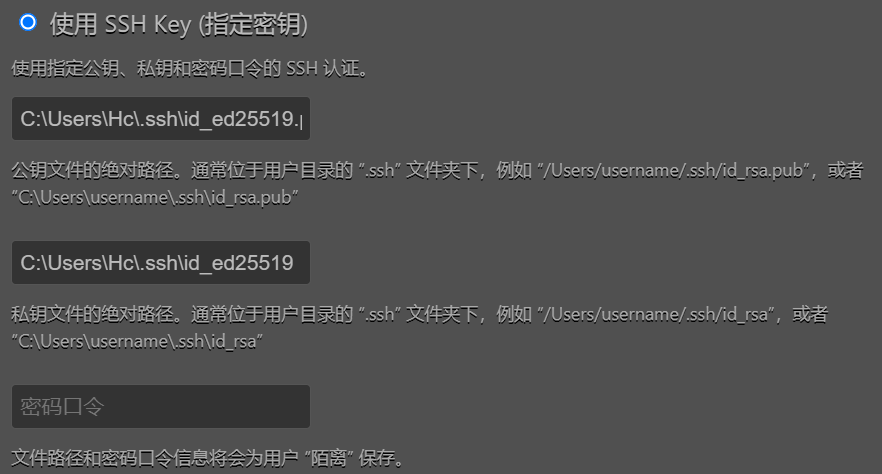 使用 SSH Key (指定密钥)
使用指定公钥、私钥和密码口令的 SSH 认证。
C:\Users\Hc\.ssh\id_ed25519.p
公钥文件的绝对路径。通常位于用户目录的 “.ssh” 文件夹下，例如 “/Users/username/.ssh/id_rsa.pub”，或者
“C:\Users\username\.ssh\id_rsa.pub”
C:\Users\Hc\.ssh\id_ed25519
私钥文件的绝对路径。通常位于用户目录的 “.ssh” 文件夹下，例如 “/Users/username/.ssh/id_rsa”，或者
“C:\Users\username\.ssh\id_rsa”
密码口令
文件路径和密码口令信息将会为用户 “陌离” 保存。